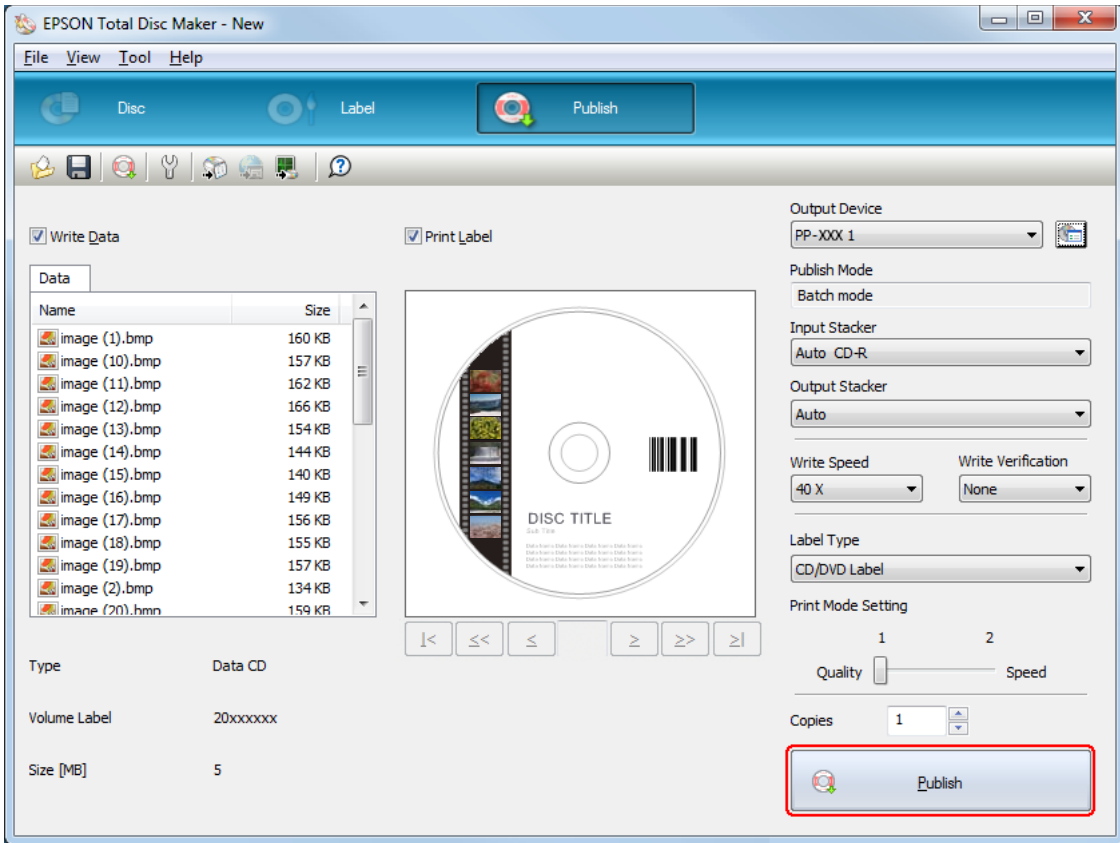 EPSON Total Disc Maker - New
File View Tool Help
Disc Label Publish
Write Data
Data
Name Size
image (1).bmp 160 KB
image (10).bmp 157 KB
image (11).bmp 162 KB
image (12).bmp 166 KB
image (13).bmp 154 KB
image (14).bmp 144 KB
image (15).bmp 140 KB
image (16).bmp 149 KB
image (17).bmp 156 KB
image (18).bmp 155 KB
image (19).bmp 157 KB
image (2).bmp 134 KB
image (20).bmp 159 KB
Type Data CD
Volume Label 20xxxxxx
Size [MB] 5
Print Label
DISC TITLE
Sub Title
|< << < > >> >|
Output Device
PP-XXX 1
Publish Mode
Batch mode
Input Stacker
Auto CD-R
Output Stacker
Auto
Write Speed Write Verification
40 X None
Label Type
CD/DVD Label
Print Mode Setting
1 2
Quality Speed
Copies 1
Publish